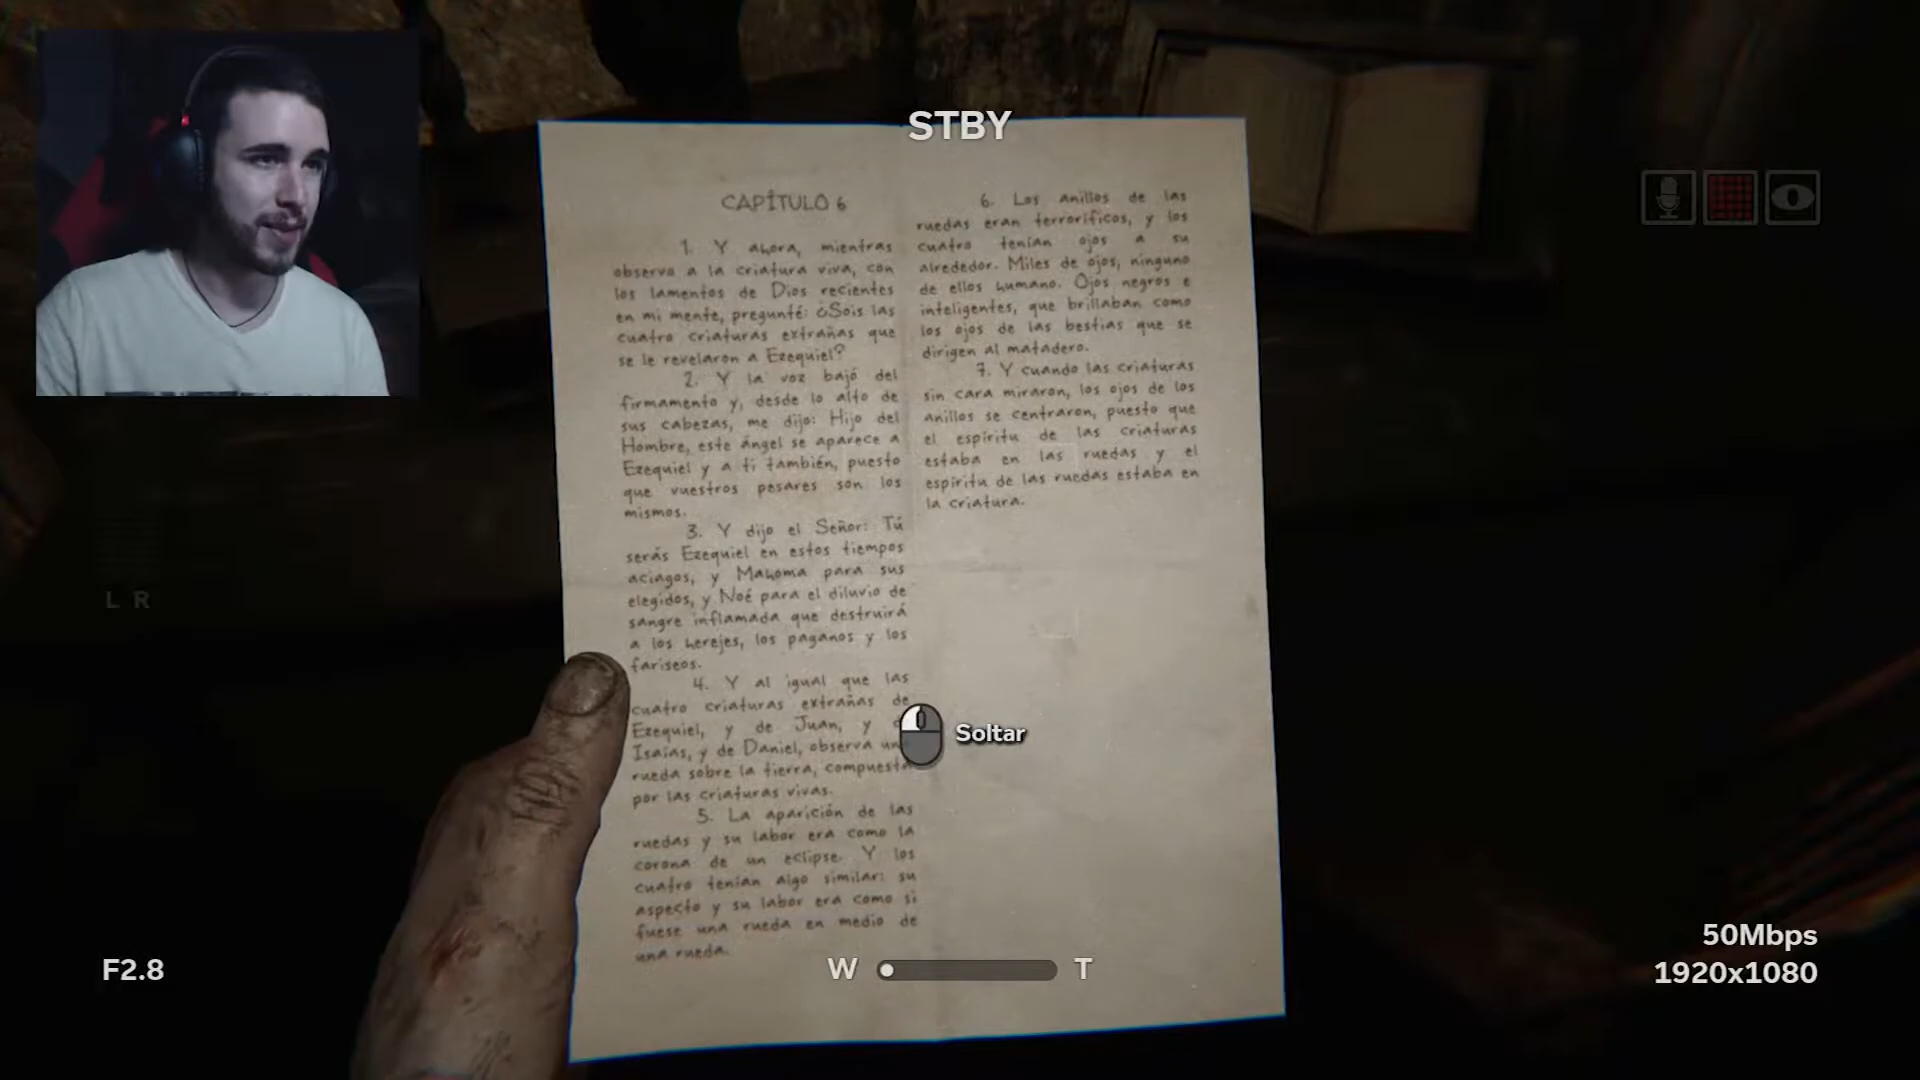 STBY
CAPÍTULO 6
1. Y ahora, mientras
observo a la criatura viva, con
los lamentos de Dios recientes
en mi mente, pregunté: ¿Sois las
cuatro criaturas extrañas que
se le revelaron a Ezequiel?
2. Y la voz bajó del
firmamento y, desde lo alto de
sus cabezas, me dijo: Hijo del
Hombre, este ángel se aparece a
Ezequiel y a ti también, puesto
que vuestros pesares son los
mismos.
3. Y dijo el Señor: Tú
serás Ezequiel en estos tiempos
aciagos, y Mahoma para sus
elegidos, y Noé para el diluvio de
sangre inflamada que destruirá
a los herejes, los paganos y los
fariseos.
4. Y al igual que las
cuatro criaturas extrañas de
Ezequiel, y de Juan, y
Isaías, y de Daniel, observa
rueda sobre la tierra, compuesta
por las criaturas vivas.
5. La aparición de las
ruedas y su labor era como la
corona de un eclipse. Y los
cuatro tenían algo similar: su
aspecto y su labor era como si
fuese una rueda en medio de
una rueda.
6. Los anillos de las
ruedas eran terroríficos, y los
cuatro tenían ojos a su
alrededor. Miles de ojos, ninguno
de ellos humano. Ojos negros e
inteligentes, que brillaban como
los ojos de las bestias que se
dirigen al matadero.
7. Y cuando las criaturas
sin cara miraron, los ojos de los
anillos se centraron, puesto que
el espíritu de las criaturas
estaba en las ruedas y el
espíritu de las ruedas estaba en
la criatura.
Soltar
L R
F2.8
W T
50Mbps
1920x1080